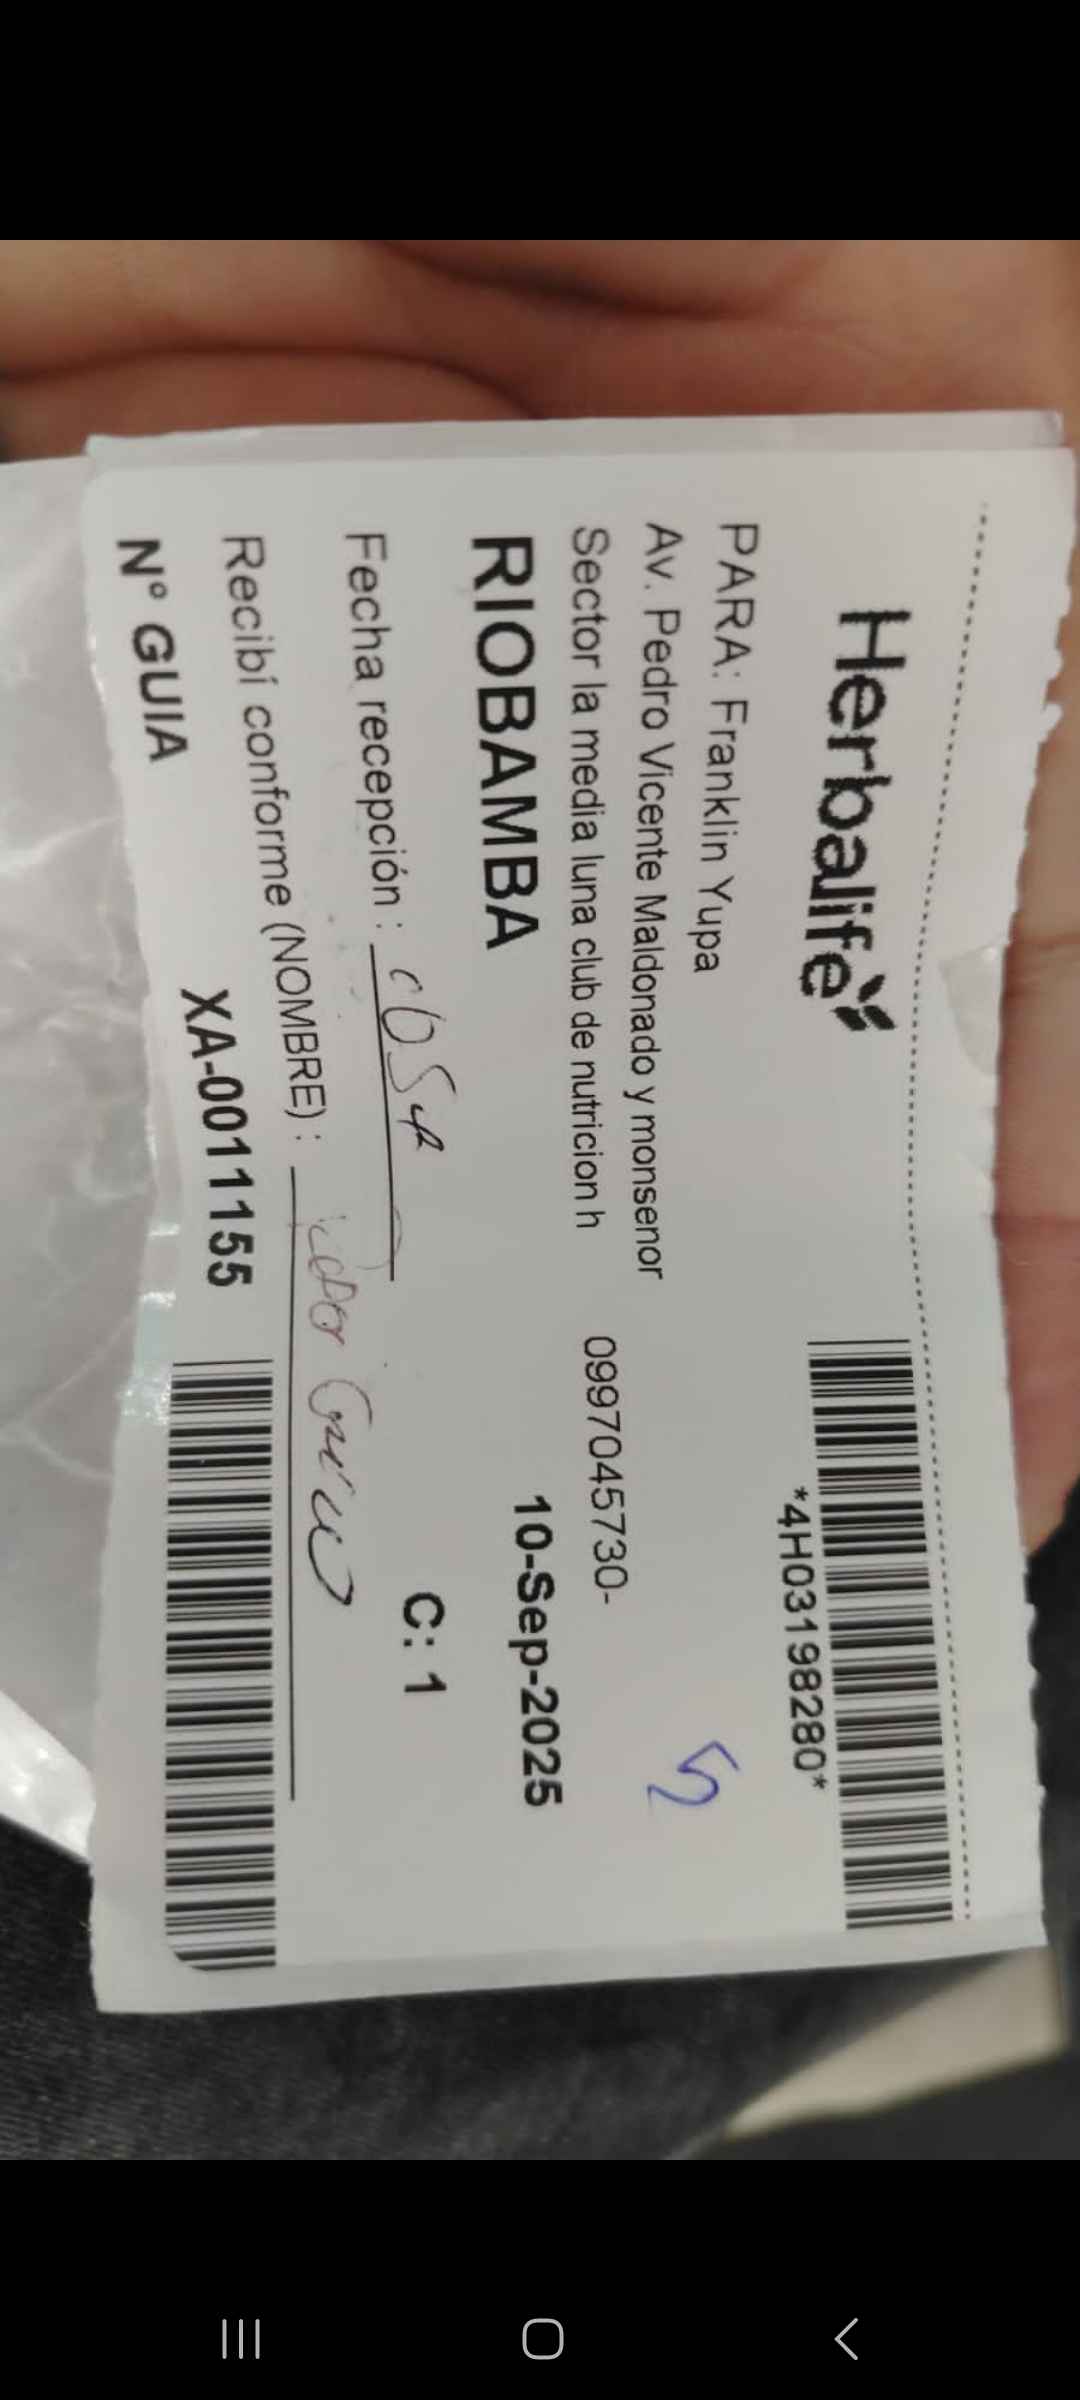 Herbalife
*4H03198280*
PARA: Franklin Yupa
5
Av. Pedro Vicente Maldonado y monsenor
Sector la media luna club de nutricion h 0997045730-
RIOBAMBA 10-Sep-2025
Fecha recepción :
C: 1
Recibí conforme (NOMBRE) :
N° GUIA XA-0011155